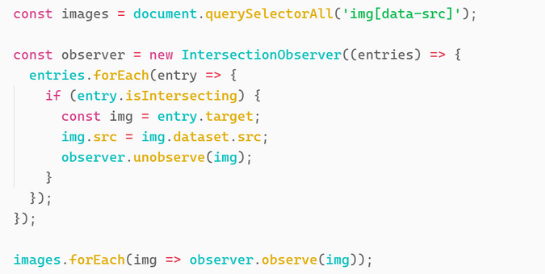 const images = document.querySelectorAll('img[data-src]');

const observer = new IntersectionObserver((entries) => {
  entries.forEach(entry => {
    if (entry.isIntersecting) {
      const img = entry.target;
      img.src = img.dataset.src;
      observer.unobserve(img);
    }
  });
});

images.forEach(img => observer.observe(img));